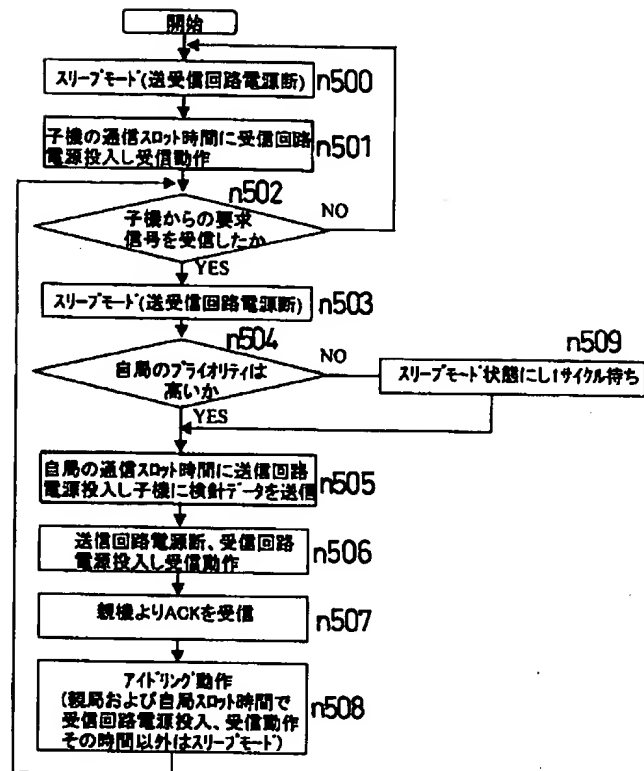 開始
スリープモード(送受信回路電源断)
n500
子機の通信スロット時間に受信回路
電源投入し受信動作
n501
n502
子機からの要求
信号を受信したか
NO
YES
スリープモード(送受信回路電源断)
n503
n504
自局のプライオリティは
高いか
NO
YES
n509
スリープモード状態にし1サイクル待ち
自局の通信スロット時間に送信回路
電源投入し子機に検針データを送信
n505
送信回路電源断、受信回路
電源投入し受信動作
n506
親機よりACKを受信
n507
アイドリング動作
(親局および自局スロット時間で
受信回路電源投入、受信動作
その時間以外はスリープモード)
n508